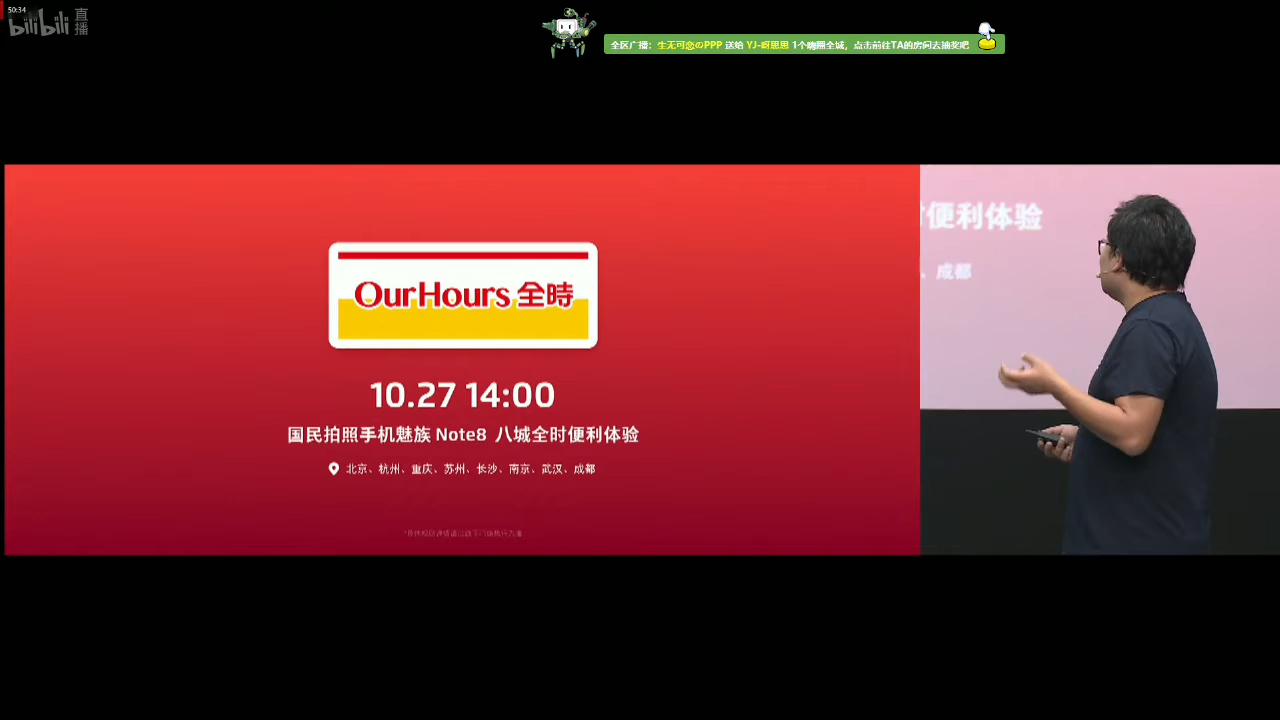 50:34
bilibili 直播
全区广播：生无可恋のPPP 送给 YJ-呀思思 1个嗨翻全城，点击前往TA的房间去抽奖吧
OurHours 全時
10.27 14:00
国民拍照手机魅族 Note8 八城全时便利体验
北京、杭州、重庆、苏州、长沙、南京、武汉、成都
便利体验
、成都